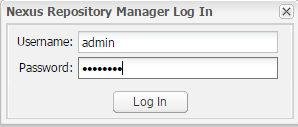 Nexus Repository Manager Log In
Username: admin
Password: ••••••••
Log In